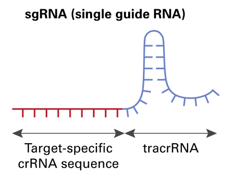 sgRNA (single guide RNA)
Target-specific tracrRNA
crRNA sequence